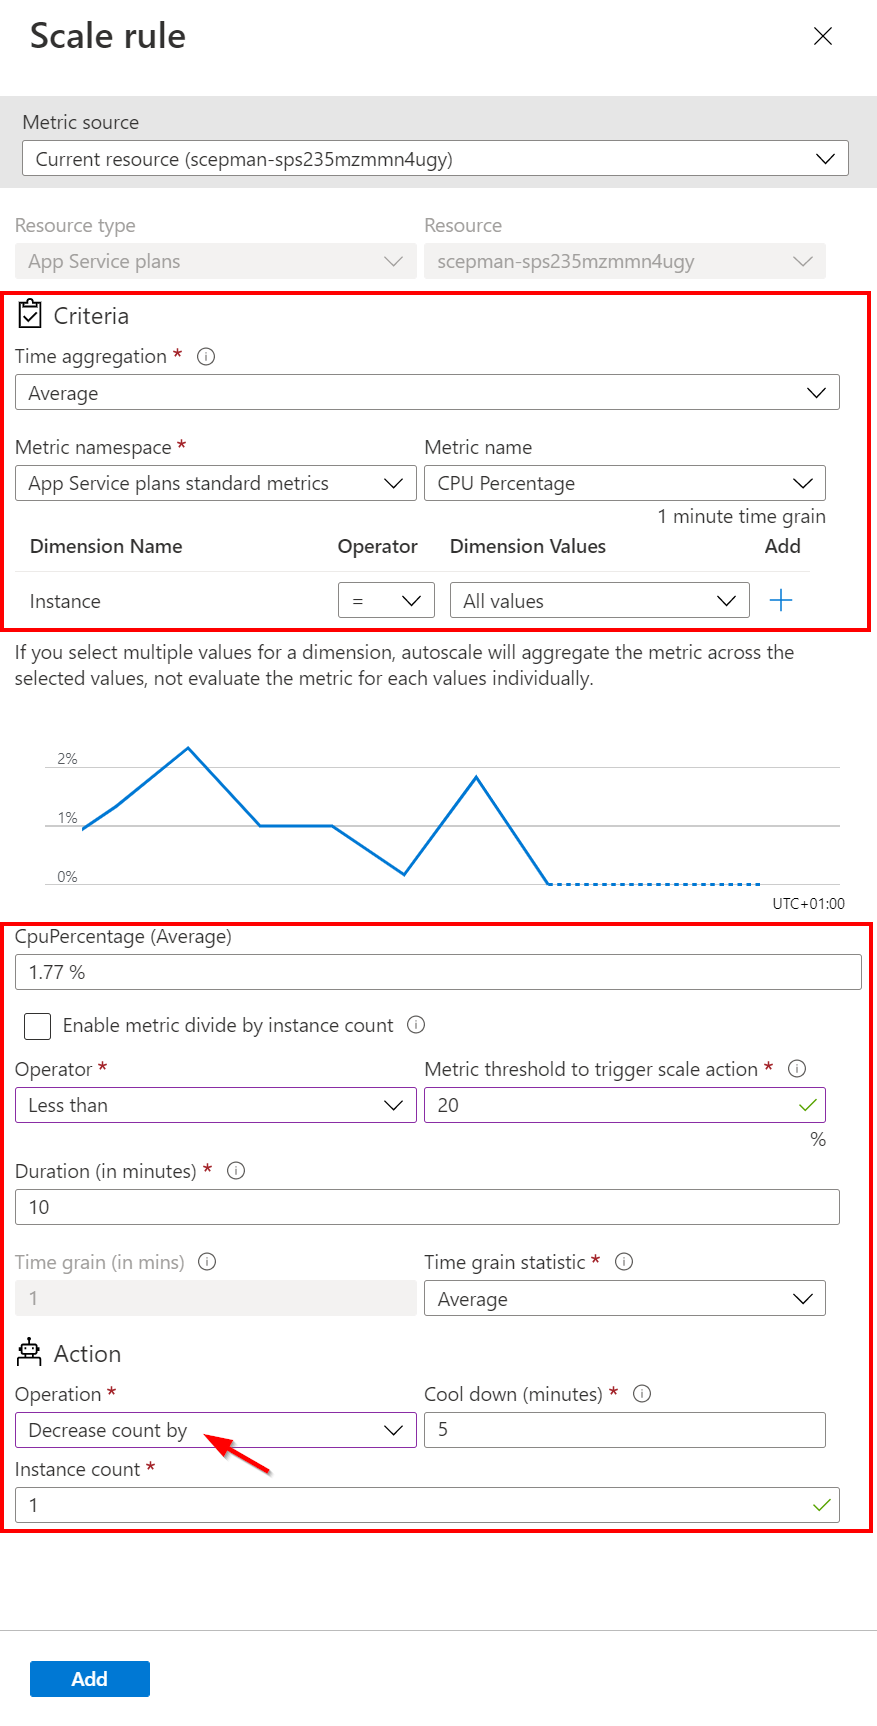 Scale rule
Metric source
Current resource (scepman-sps235mzmmn4ugy)
Resource type Resource
App Service plans scepman-sps235mzmmn4ugy
Criteria
Time aggregation *
Average
Metric namespace * Metric name
App Service plans standard metrics CPU Percentage
1 minute time grain
Dimension Name Operator Dimension Values Add
Instance = All values +
If you select multiple values for a dimension, autoscale will aggregate the metric across the
selected values, not evaluate the metric for each values individually.
2%
1%
0%
UTC+01:00
CpuPercentage (Average)
1.77 %
Enable metric divide by instance count
Operator * Metric threshold to trigger scale action *
Less than 20
%
Duration (in minutes) *
10
Time grain (in mins) Time grain statistic *
1 Average
Action
Operation * Cool down (minutes) *
Decrease count by 5
Instance count *
1
Add